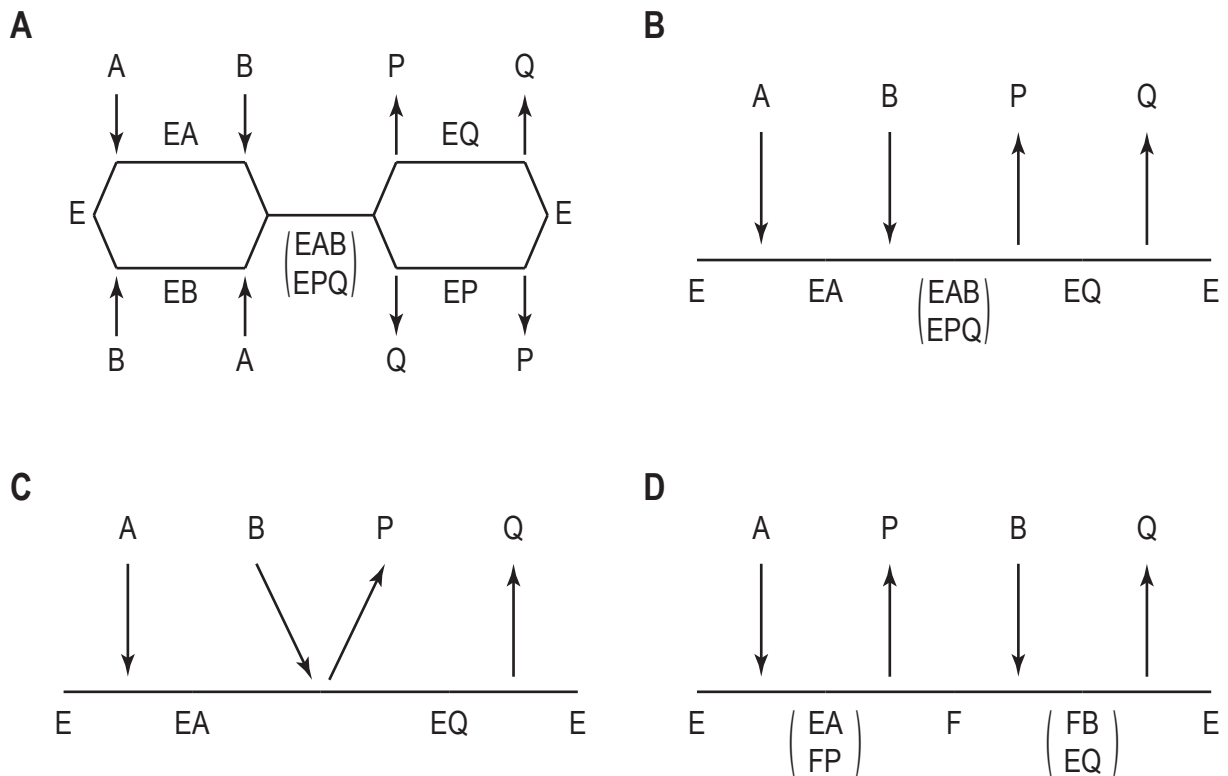 A
A B P Q
EA EQ
E E
(EAB
EPQ)
EB EP
B A Q P
B
A B P Q
E EA (EAB EQ E
EPQ)
C
A B P Q
E EA EQ E
D
A P B Q
E (EA F (FB E
FP) EQ)